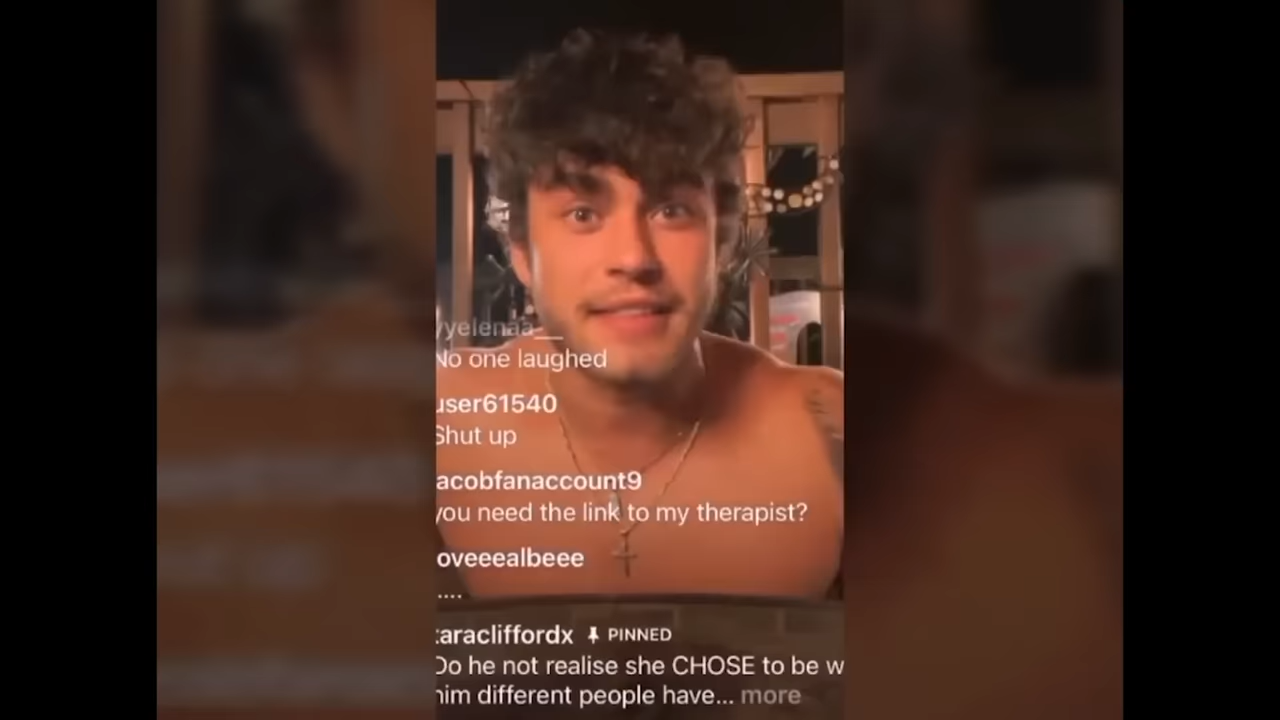 yyelenaa__
No one laughed
user61540
Shut up
acobfanaccount9
you need the link to my therapist?
oveeealbeee
....
taracliffordx PINNED
Do he not realise she CHOSE to be w
him different people have... more